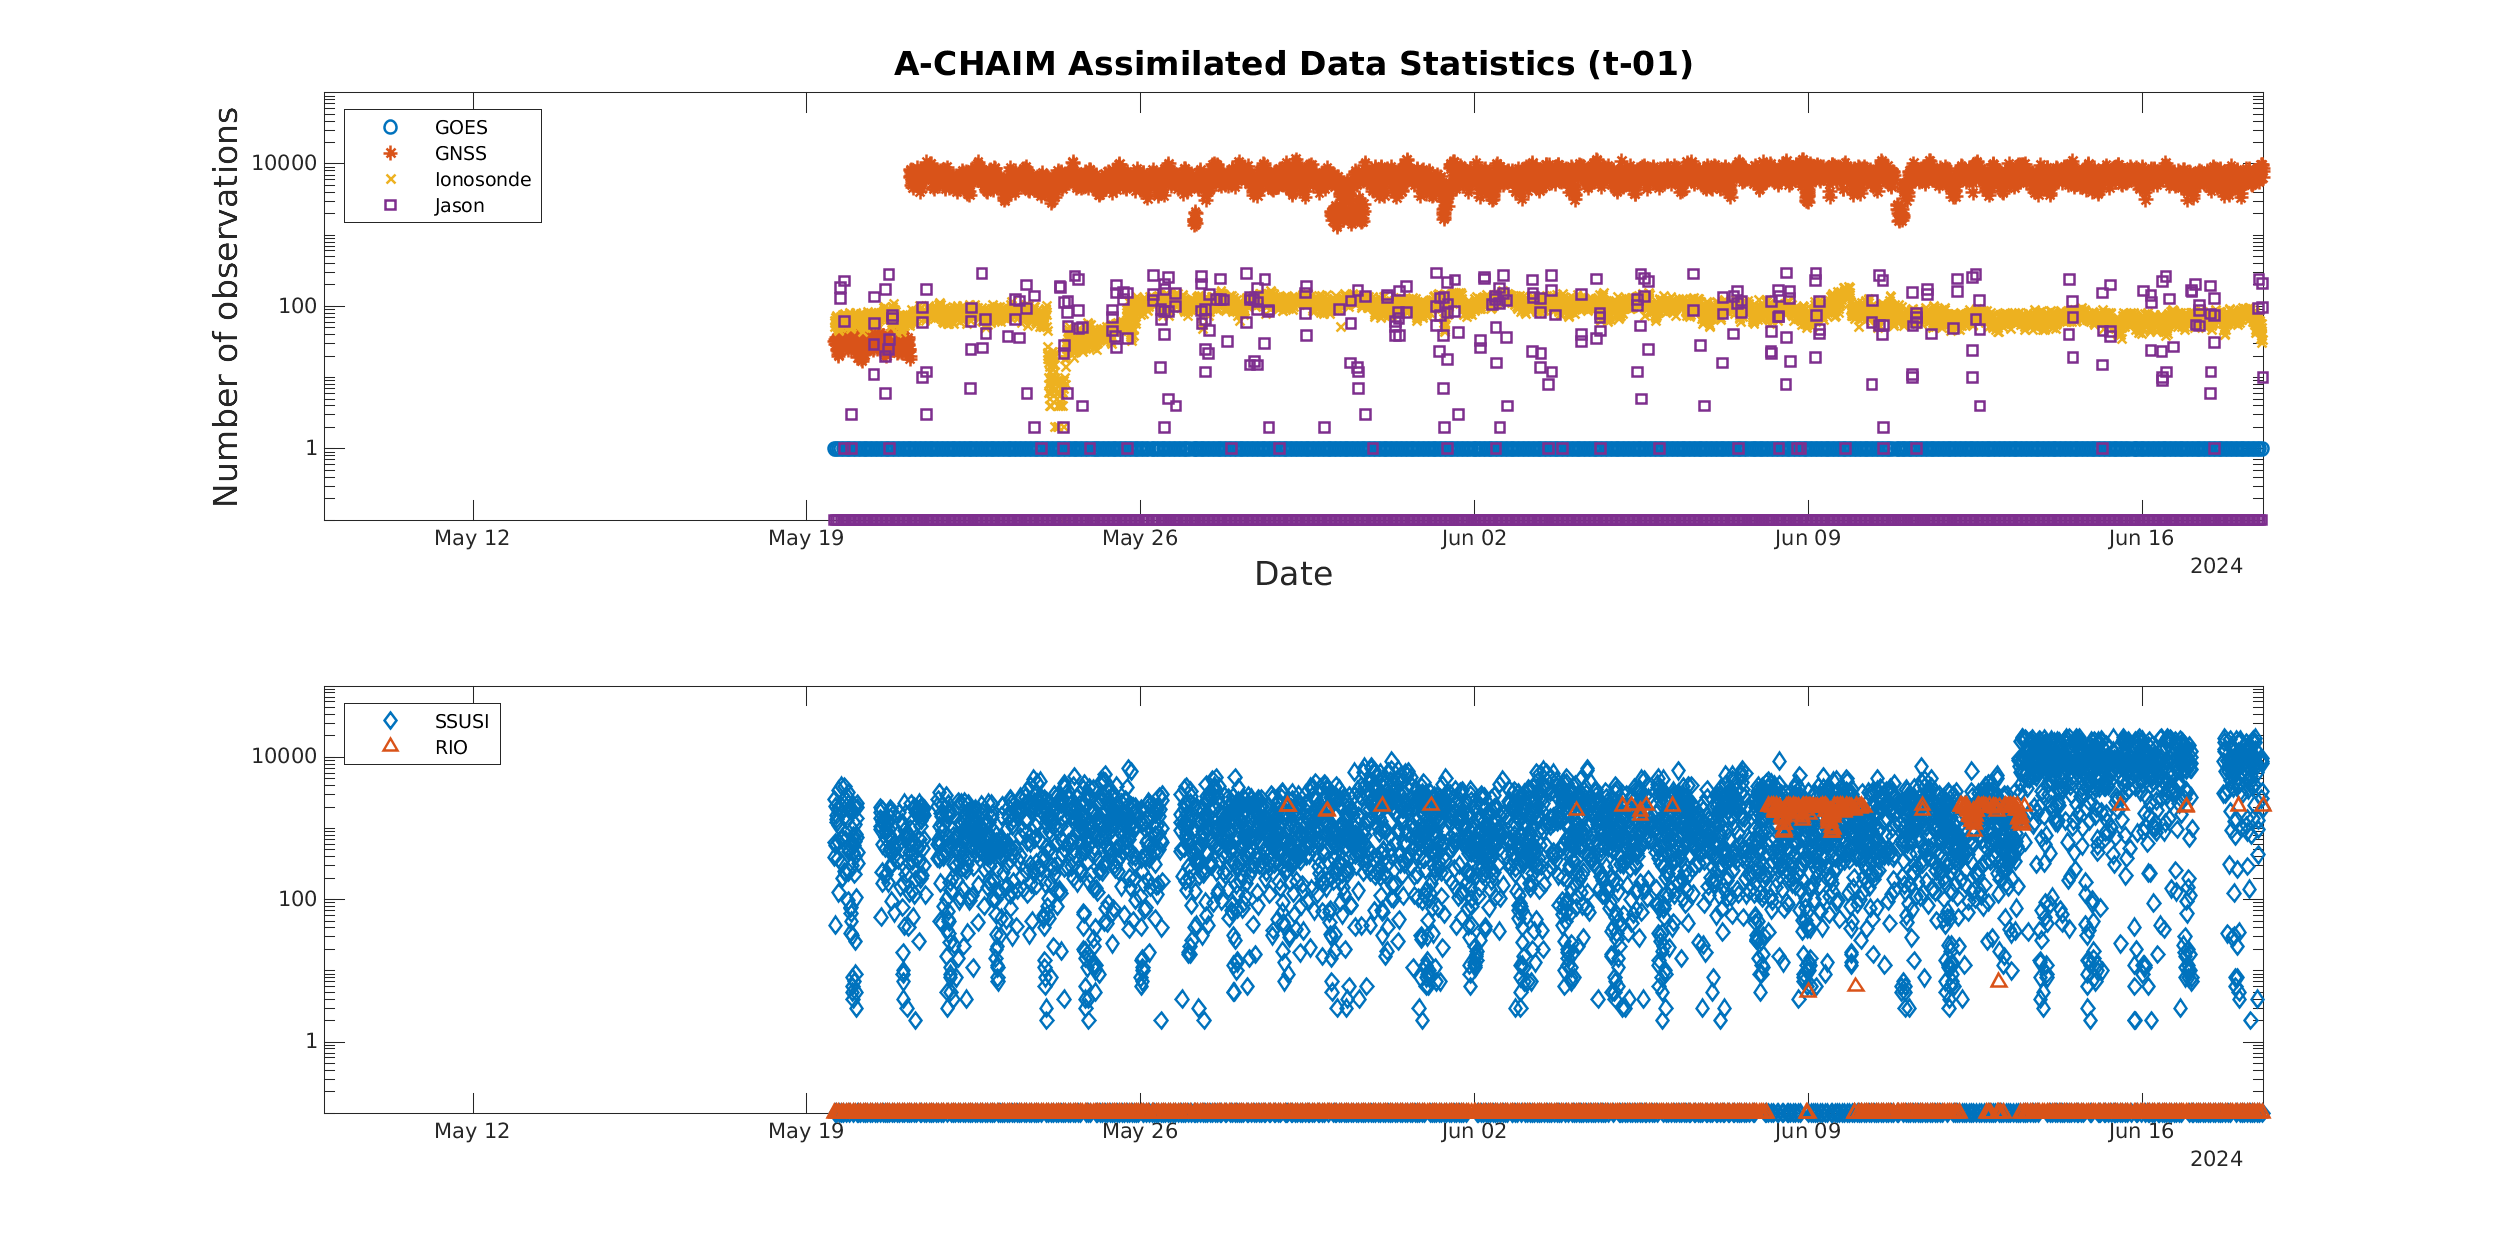 A-CHAIM Assimilated Data Statistics (t-01)
Number of observations
10000
100
1
GOES
GNSS
Ionosonde
Jason
May 12
May 19
May 26
Jun 02
Jun 09
Jun 16
2024
Date
10000
100
1
SSUSI
RIO
May 12
May 19
May 26
Jun 02
Jun 09
Jun 16
2024